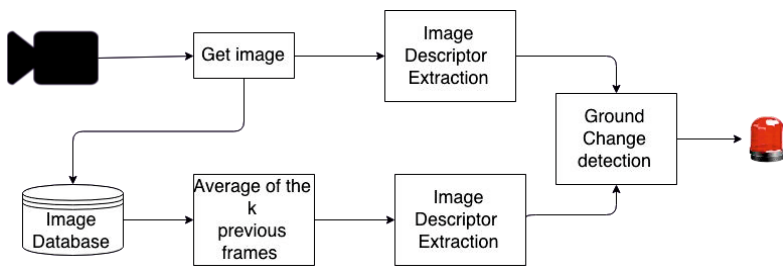 Get image
Image
Descriptor
Extraction
Ground
Change
detection
Image
Database
Average of the
k
previous
frames
Image
Descriptor
Extraction